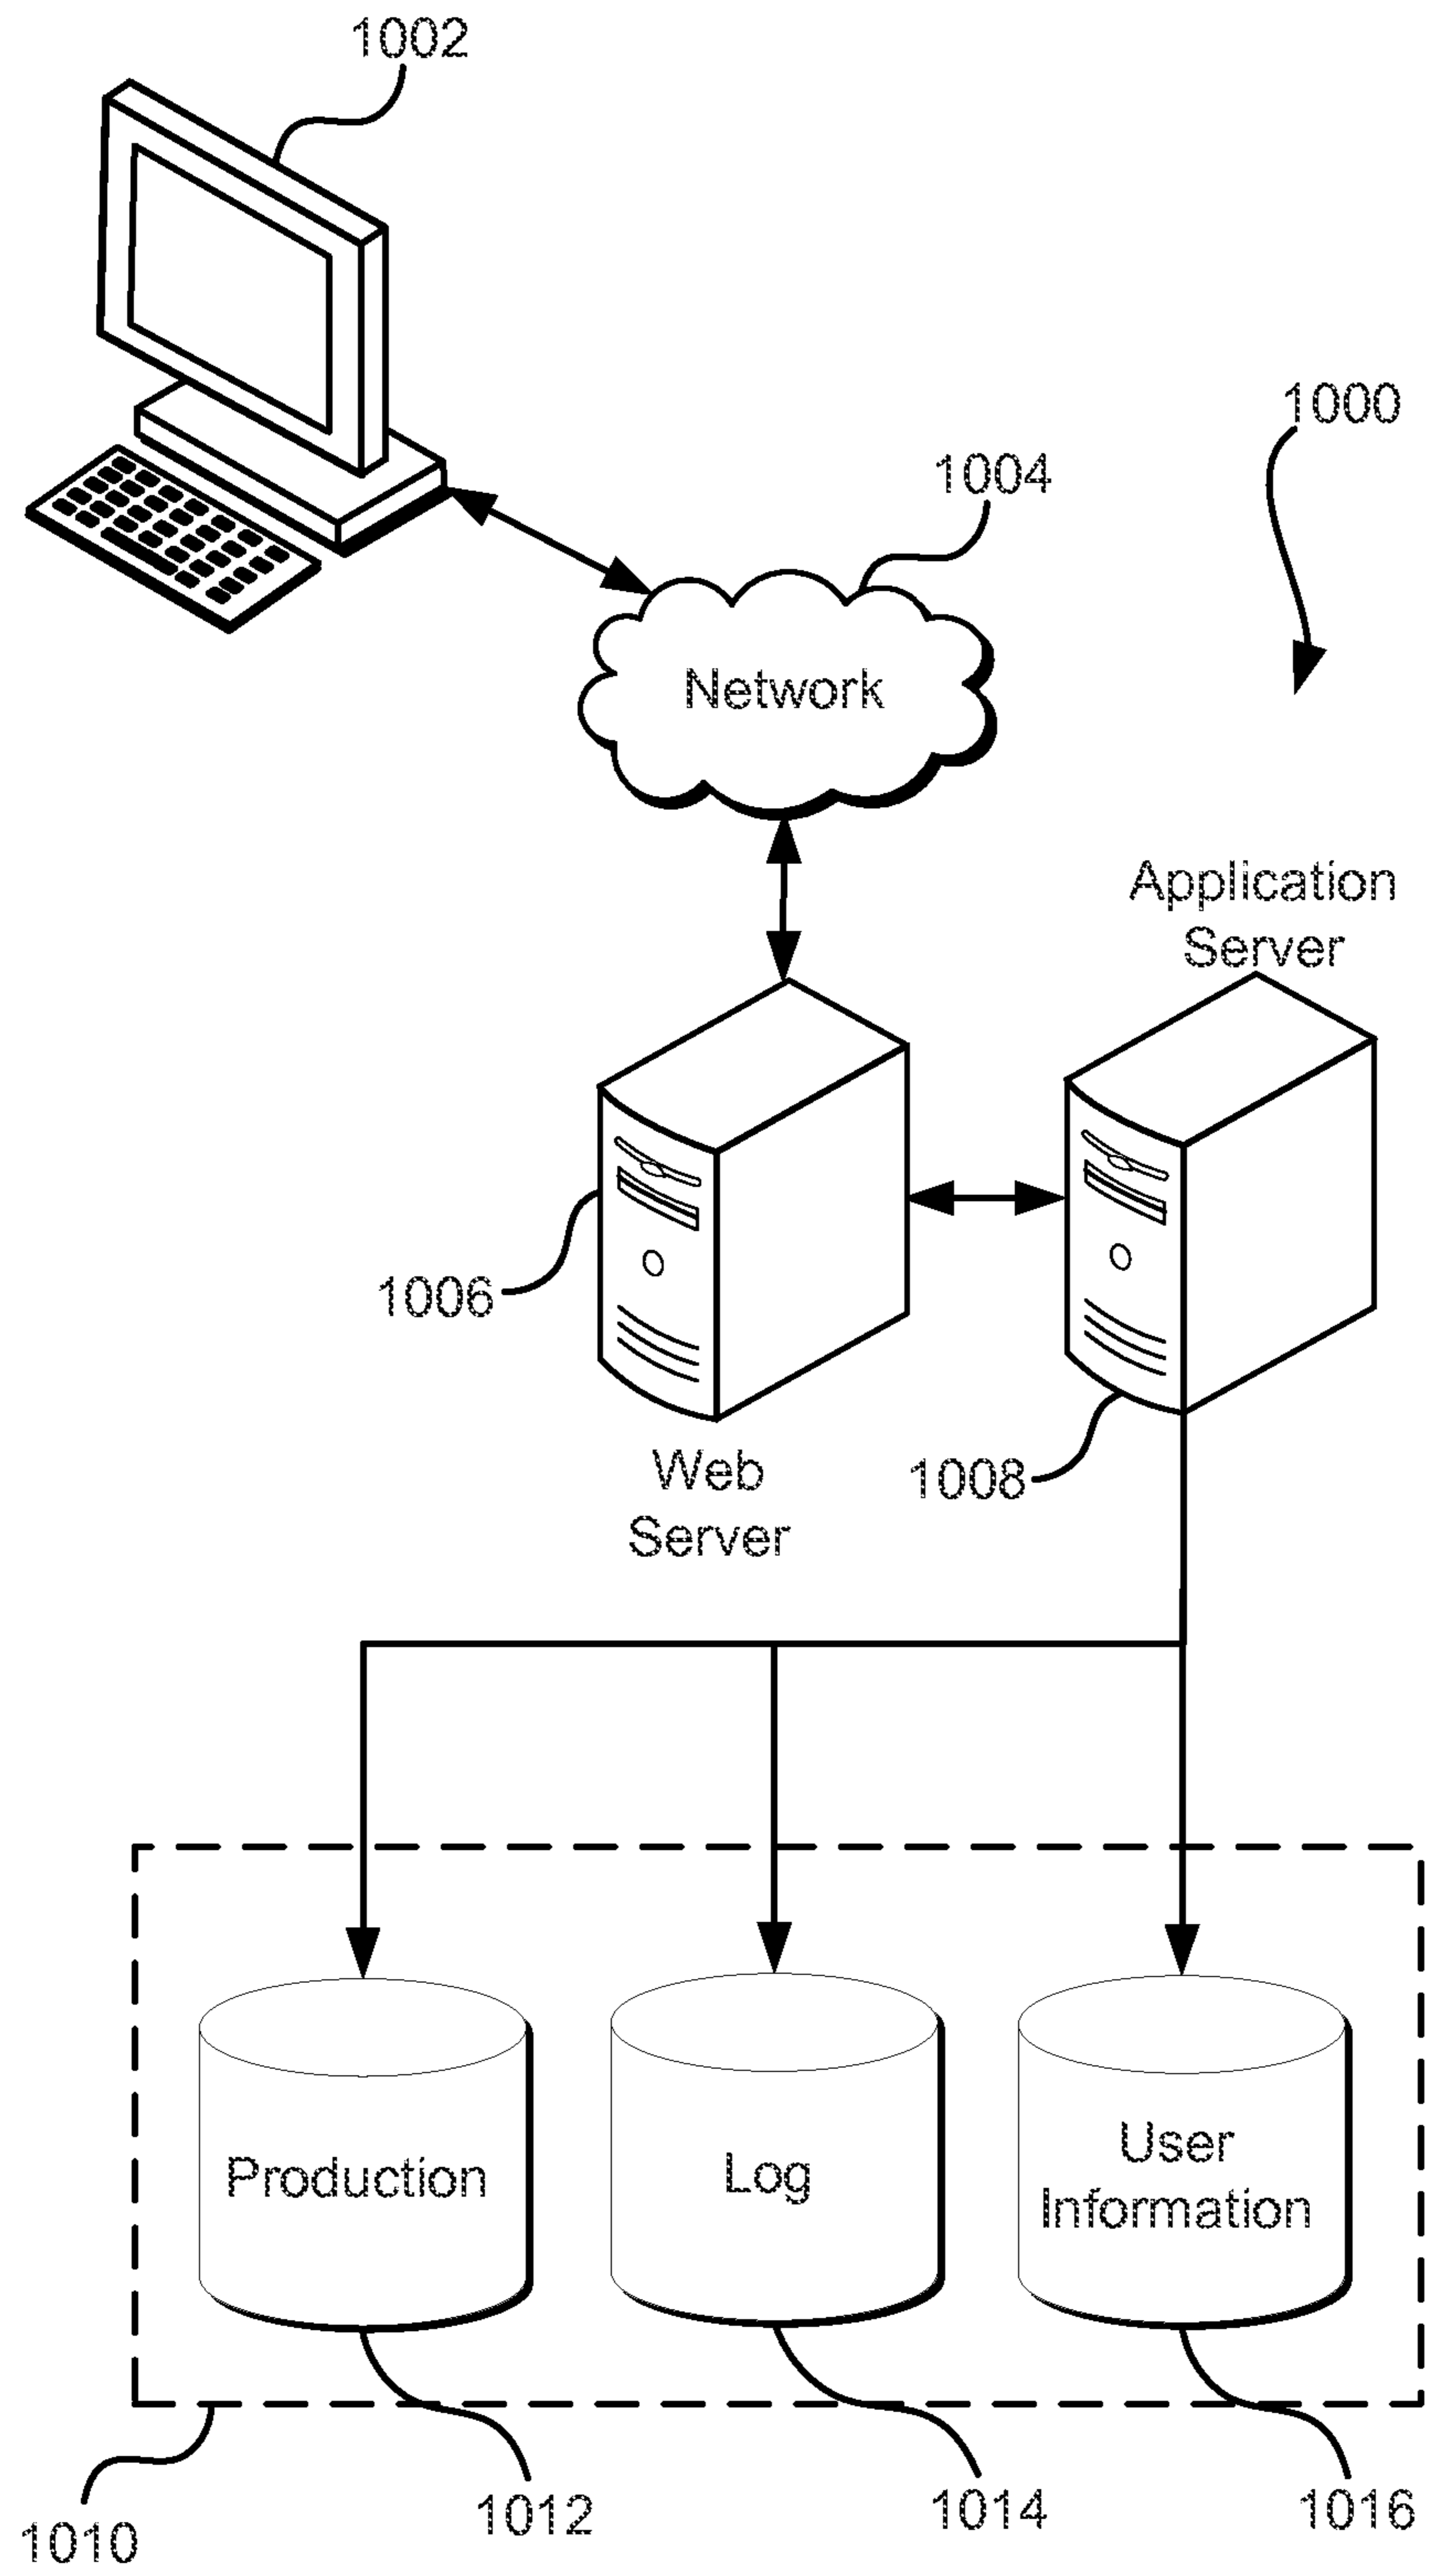 1002
1000
1004
Network
Application
Server
1006
Web
Server
1008
Production
Log
User
Information
1010
1012
1014
1016